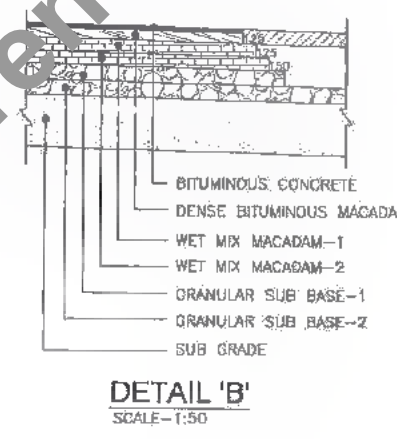 BITUMINOUS CONCRETE
DENSE BITUMINOUS MACADA
WET MIX MACADAM-1
WET MIX MACADAM-2
GRANULAR SUB BASE-1
GRANULAR SUB BASE-2
SUB GRADE
DETAIL 'B'
SCALE-1:50